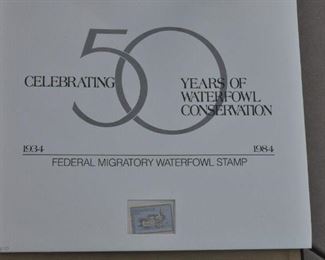 CELEBRATING 50 YEARS OF
WATERFOWL
CONSERVATION
1934 1984
FEDERAL MIGRATORY WATERFOWL STAMP